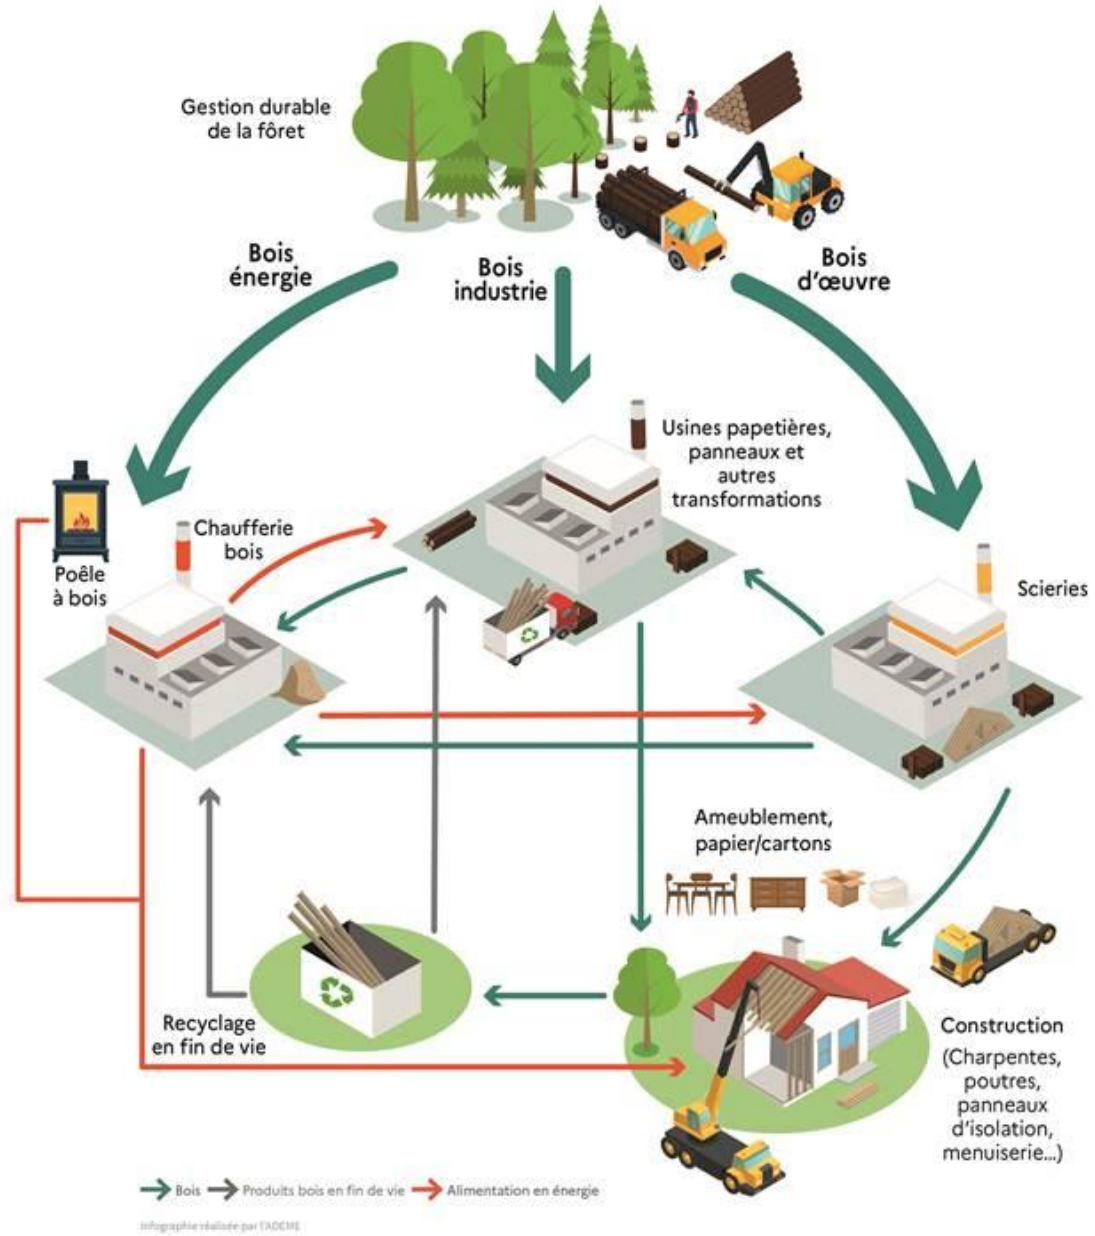 Gestion durable
de la fôret
Bois
énergie
Bois
industrie
Bois
d'œuvre
Usines papetières,
panneaux et
autres
transformations
Chaufferie
bois
Poêle
à bois
Scieries
Ameublement,
papier/cartons
Recyclage
en fin de vie
Construction
(Charpentes,
poutres,
panneaux
d'isolation,
menuiserie...)
Bois
Produits bois en fin de vie
Alimentation en énergie
Infographie réalisée par l'ADEME